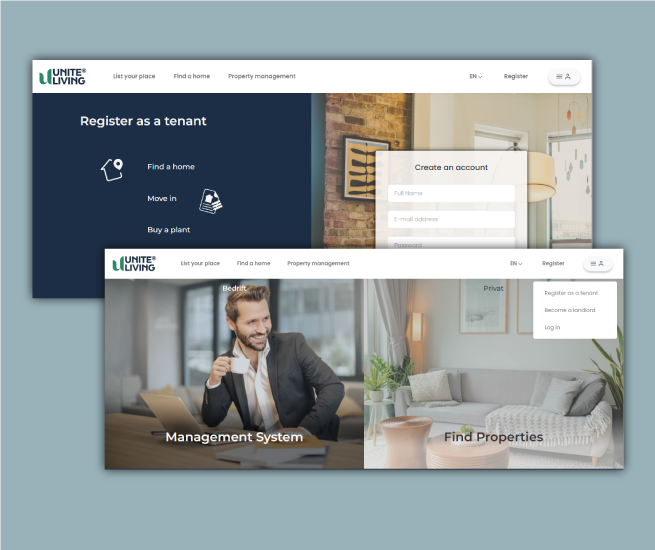 UNITE®
LIVING
List your place
Find a home
Property management
EN
Register
Register as a tenant
Find a home
Move in
Buy a plant
Create an account
Full Name
E-mail address
Password
UNITE®
LIVING
List your place
Find a home
Property management
EN
Register
Bedrift
Privat
Register as a tenant
Become a landlord
Log in
Management System
Find Properties